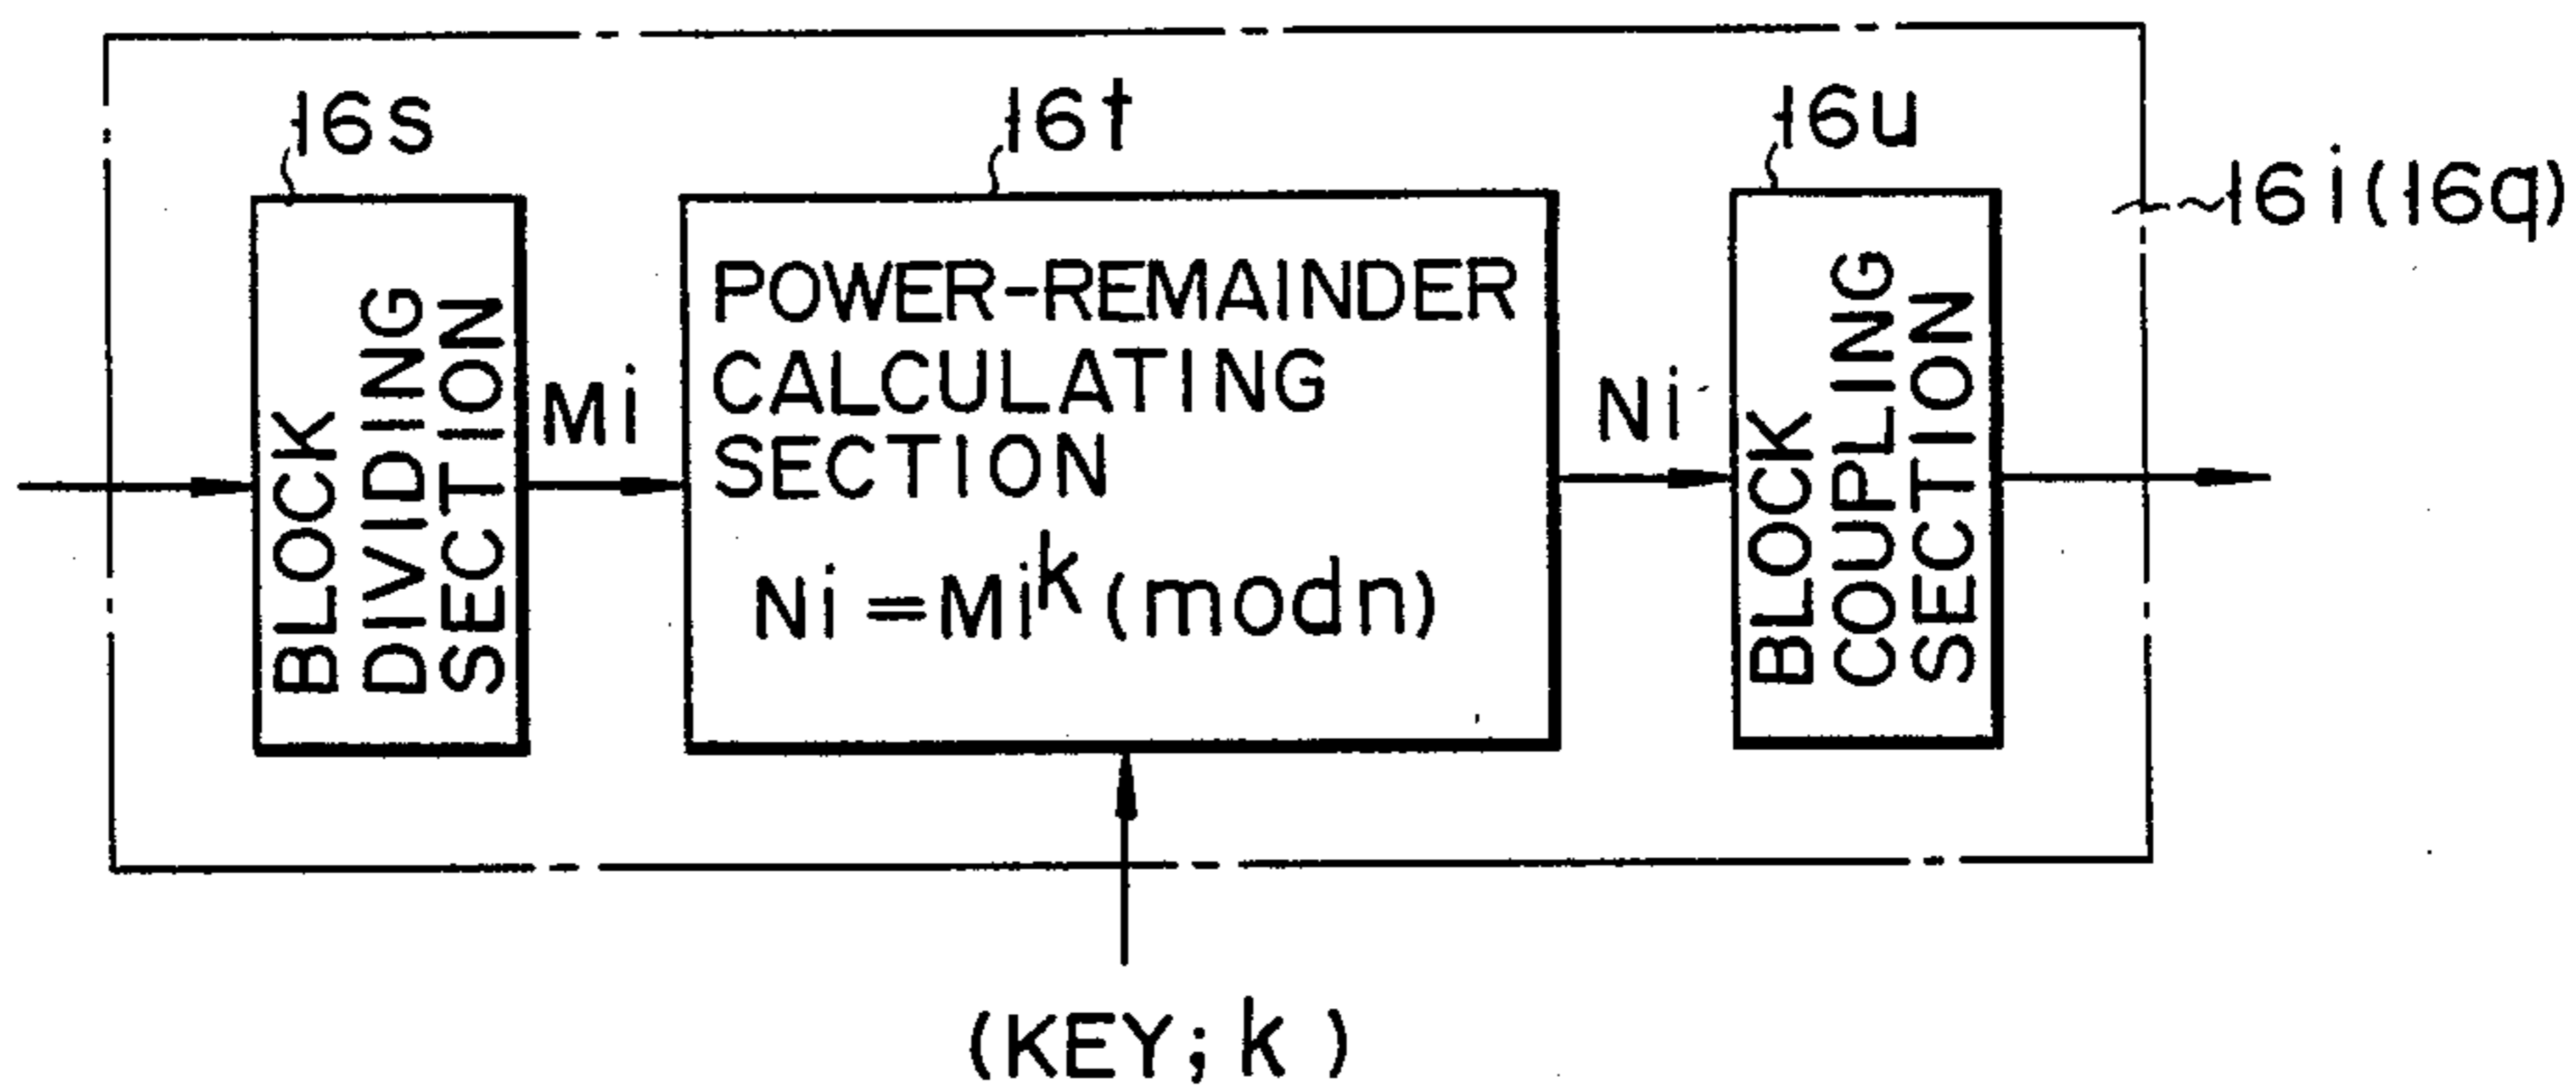 16s
16t
16u
16i(16q)
BLOCK
DIVIDING
SECTION
Mi
POWER-REMAINDER
CALCULATING
SECTION
Ni=Mi^k(modn)
Ni
BLOCK
COUPLING
SECTION
(KEY;k)